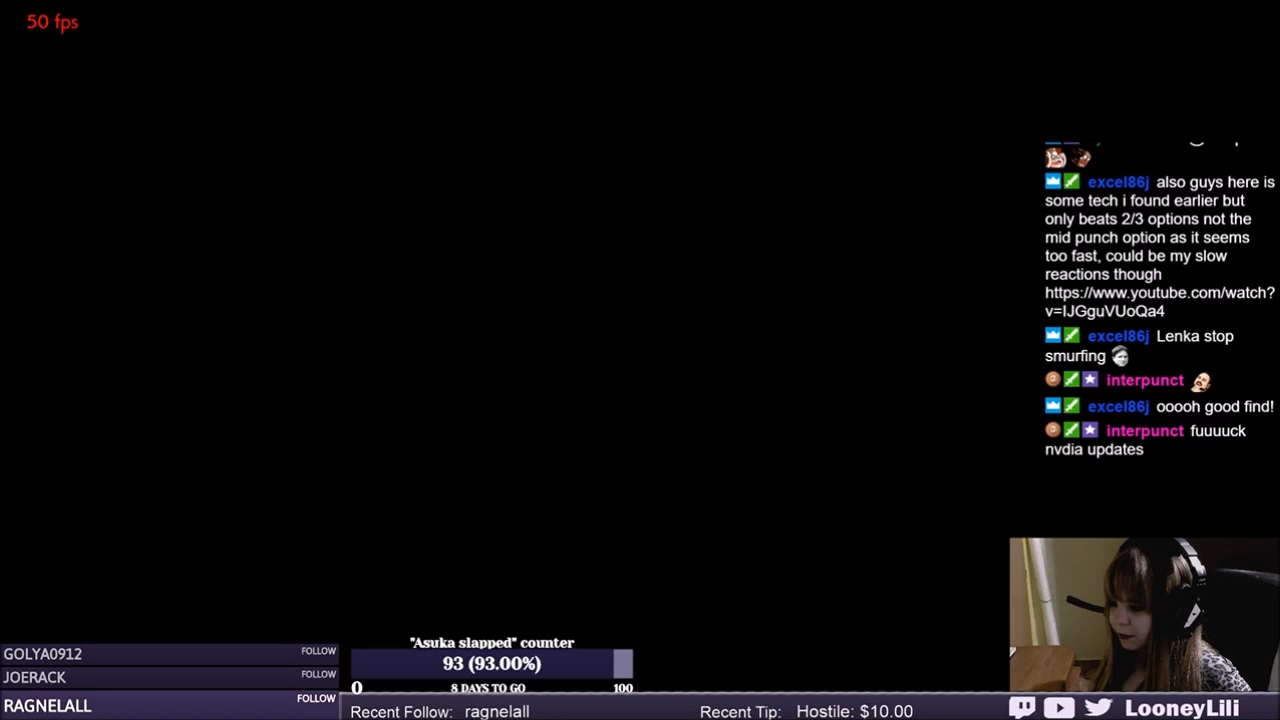 50 fps
excel86j also guys here is
some tech i found earlier but
only beats 2/3 options not the
mid punch option as it seems
too fast, could be my slow
reactions though
https://www.youtube.com/watch?
v=IJGguVUoQa4
excel86j Lenka stop
smurfing
interpunct
excel86j ooooh good find!
interpunct fuuuuck
nvdia updates
"Asuka slapped" counter
93 (93.00%)
0 8 DAYS TO GO 100
GOLYA0912 FOLLOW
JOERACK FOLLOW
RAGNELALL FOLLOW
Recent Follow: ragnelall
Recent Tip: Hostile: $10.00
LooneyLili